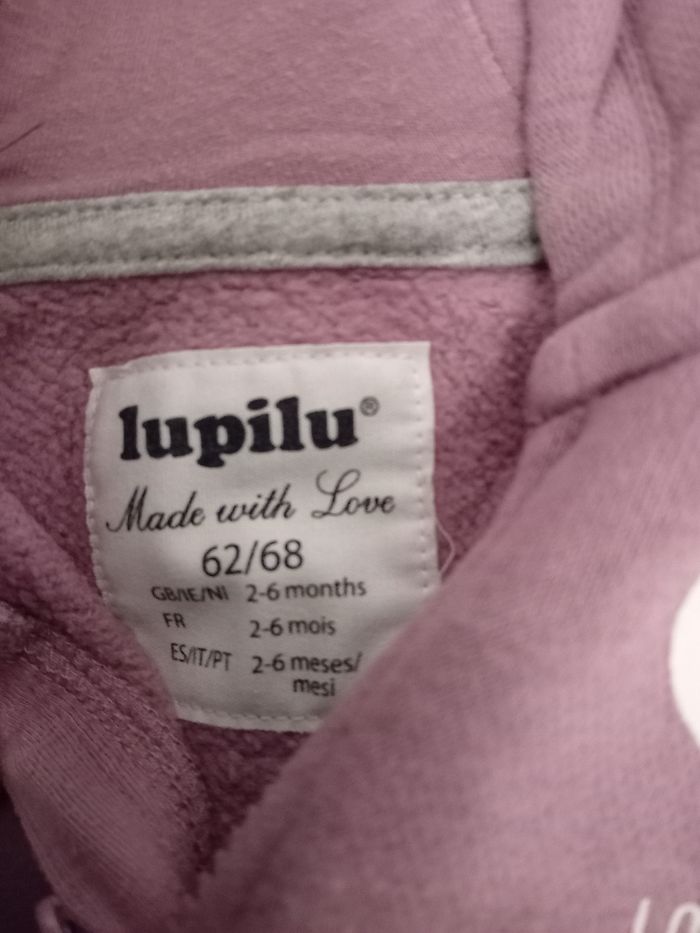 lupilu®
Made with Love
62/68
GB/IE/NI 2-6 months
FR 2-6 mois
ES/IT/PT 2-6 meses/
mesi